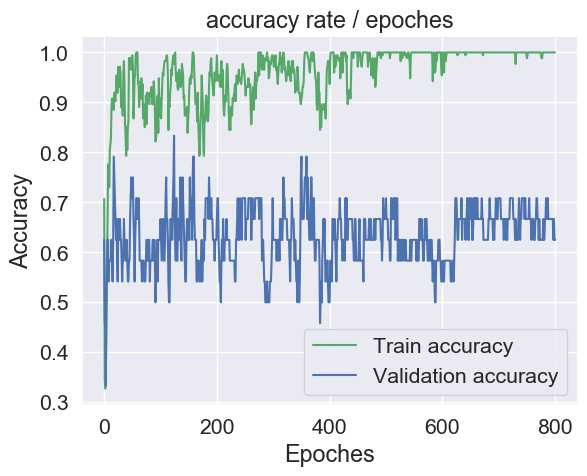 accuracy rate / epoches
1.0
0.9
0.8
0.7
0.6
0.5
0.4
0.3
Accuracy
Train accuracy
Validation accuracy
0 200 400 600 800
Epoches